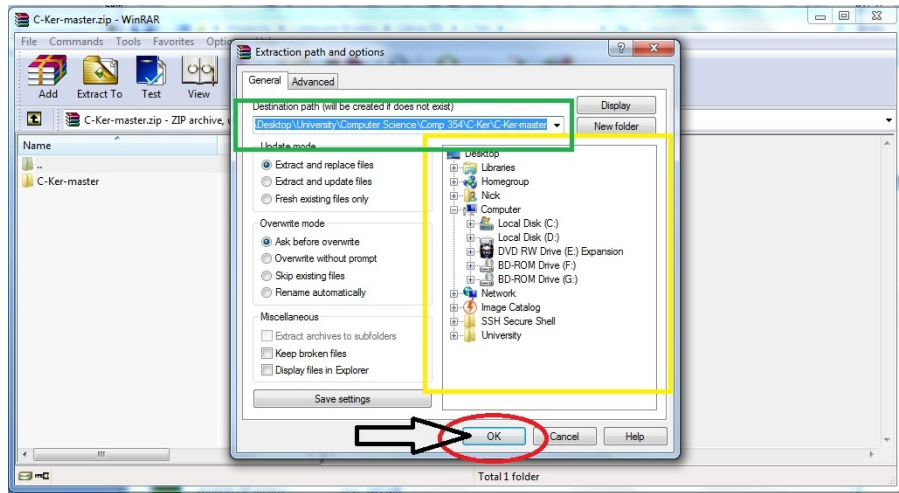 C-Ker-master.zip - WinRAR
File Commands Tools Favorites Optio
Extraction path and options
Add Extract To Test View
General Advanced
Destination path (will be created if does not exist)
Display
C-Ker-master.zip - ZIP archive, u
Desktop\University\Computer Science\Comp 354\C-Ker\C-Ker-master
New folder
Name
..
C-Ker-master
Update mode
Extract and replace files
Extract and update files
Fresh existing files only
Overwrite mode
Ask before overwrite
Overwrite without prompt
Skip existing files
Rename automatically
Miscellaneous
Extract archives to subfolders
Keep broken files
Display files in Explorer
Save settings
Desktop
Libraries
Homegroup
Nick
Computer
Local Disk (C:)
Local Disk (D:)
DVD RW Drive (E:) Expansion
BD-ROM Drive (F:)
BD-ROM Drive (G:)
Network
Image Catalog
SSH Secure Shell
University
OK Cancel Help
Total 1 folder